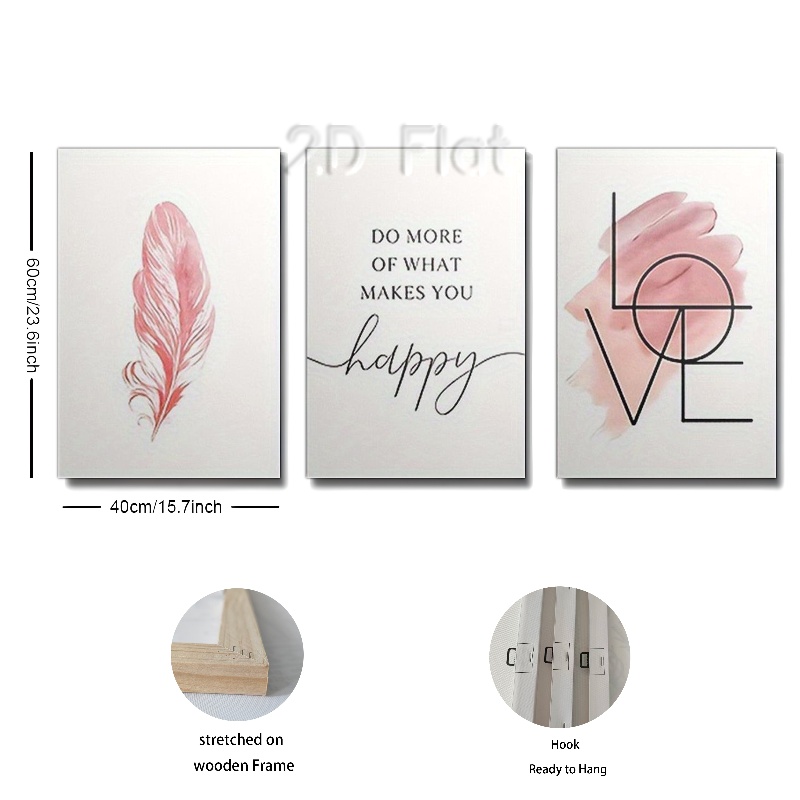 2D Flat
60cm/23.6inch
DO MORE
OF WHAT
MAKES YOU
happy
LO
VE
40cm/15.7inch
stretched on
wooden Frame
Hook
Ready to Hang